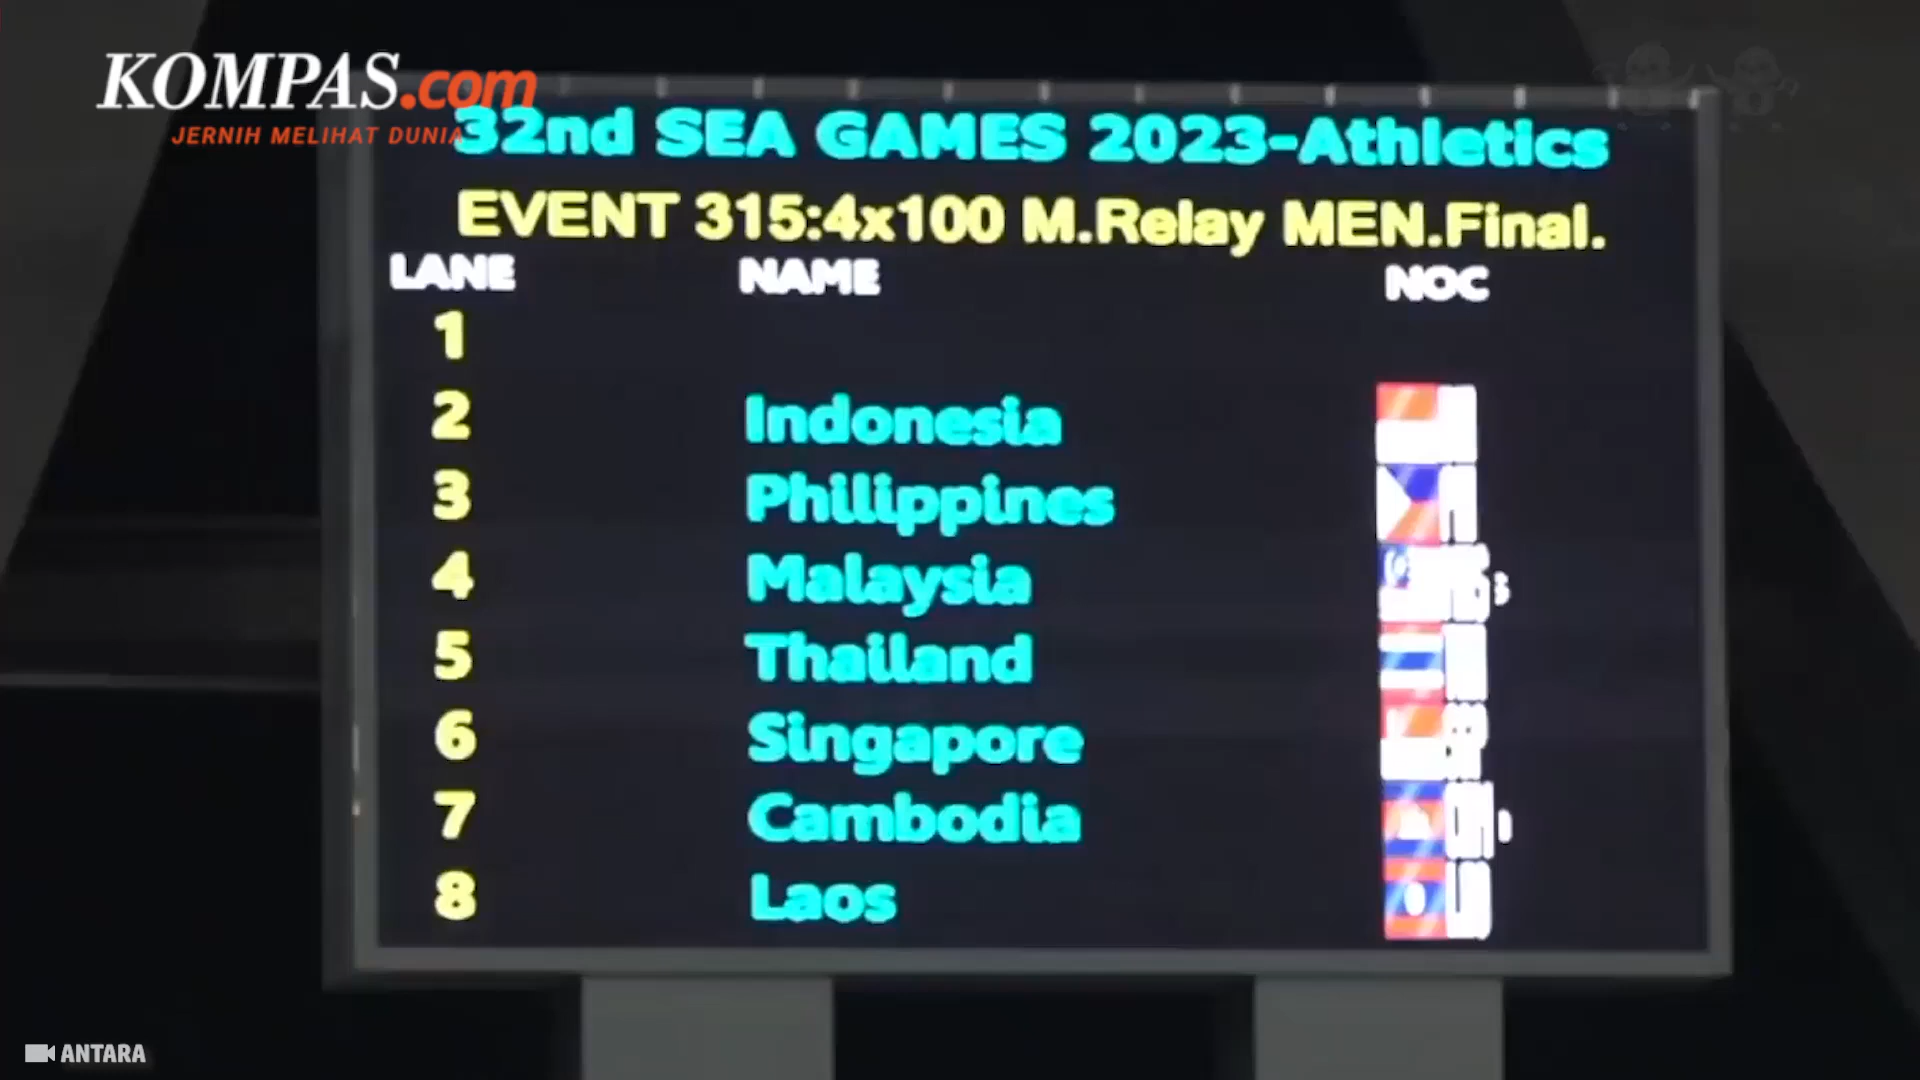 KOMPAS.com
JERNIH MELIHAT DUNIA
32nd SEA GAMES 2023-Athletics
EVENT 315:4x100 M.Relay MEN.Final.
LANE NAME NOC
1
2 Indonesia
3 Philippines
4 Malaysia
5 Thailand
6 Singapore
7 Cambodia
8 Laos
ANTARA